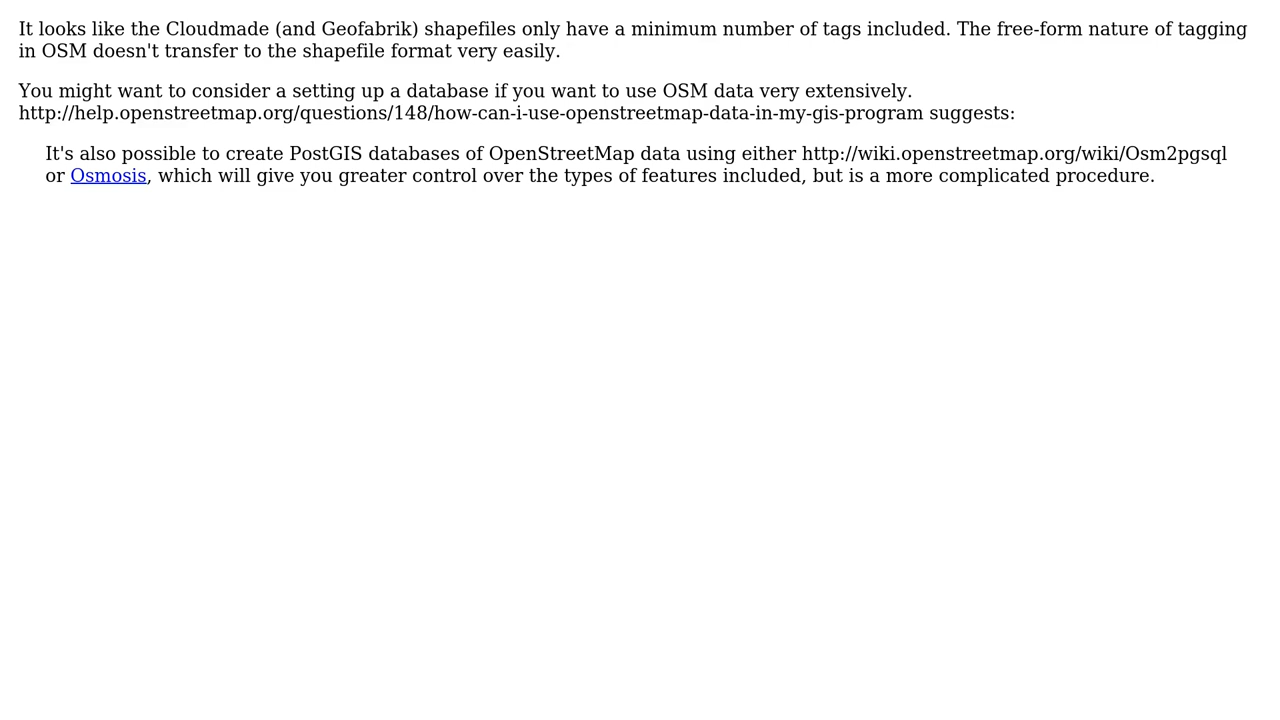 It looks like the Cloudmade (and Geofabrik) shapefiles only have a minimum number of tags included. The free-form nature of tagging
in OSM doesn't transfer to the shapefile format very easily.
You might want to consider a setting up a database if you want to use OSM data very extensively.
http://help.openstreetmap.org/questions/148/how-can-i-use-openstreetmap-data-in-my-gis-program suggests:
It's also possible to create PostGIS databases of OpenStreetMap data using either http://wiki.openstreetmap.org/wiki/Osm2pgsql
or Osmosis, which will give you greater control over the types of features included, but is a more complicated procedure.